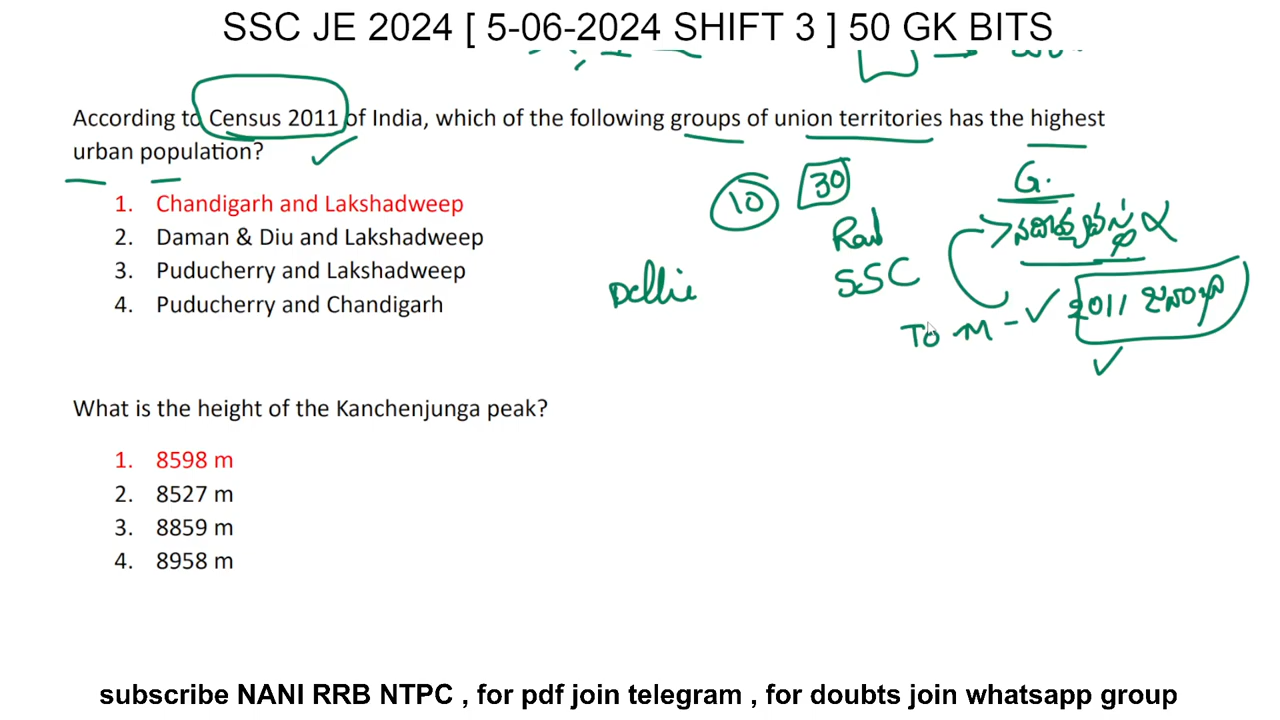 SSC JE 2024 [ 5-06-2024 SHIFT 3 ] 50 GK BITS
According to Census 2011 of India, which of the following groups of union territories has the highest
urban population?
1. Chandigarh and Lakshadweep
2. Daman & Diu and Lakshadweep
3. Puducherry and Lakshadweep
4. Puducherry and Chandigarh
10 30
G.
SSC
TO M - 2011
What is the height of the Kanchenjunga peak?
1. 8598 m
2. 8527 m
3. 8859 m
4. 8958 m
subscribe NANI RRB NTPC , for pdf join telegram , for doubts join whatsapp group